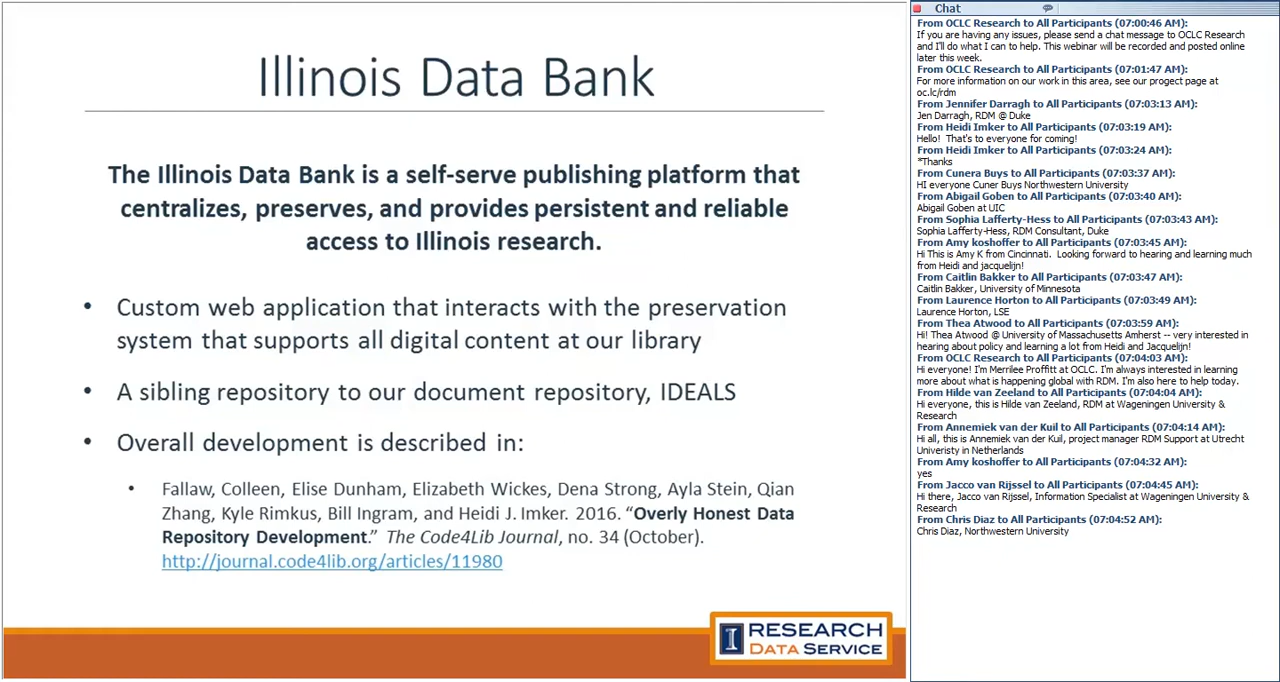 Illinois Data Bank
The Illinois Data Bank is a self-serve publishing platform that
centralizes, preserves, and provides persistent and reliable
access to Illinois research.
• Custom web application that interacts with the preservation
system that supports all digital content at our library
• A sibling repository to our document repository, IDEALS
• Overall development is described in:
• Fallaw, Colleen, Elise Dunham, Elizabeth Wickes, Dena Strong, Ayla Stein, Qian
Zhang, Kyle Rimkus, Bill Ingram, and Heidi J. Imker. 2016. “Overly Honest Data
Repository Development.” The Code4Lib Journal, no. 34 (October).
http://journal.code4lib.org/articles/11980
I RESEARCH
DATA SERVICE
Chat
From OCLC Research to All Participants (07:00:46 AM):
If you are having any issues, please send a chat message to OCLC Research
and I'll do what I can to help. This webinar will be recorded and posted online
later this week.
From OCLC Research to All Participants (07:01:47 AM):
For more information on our work in this area, see our progect page at
oc.lc/rdm
From Jennifer Darragh to All Participants (07:03:13 AM):
Jen Darragh, RDM @ Duke
From Heidi Imker to All Participants (07:03:19 AM):
Hello! That's to everyone for coming!
From Heidi Imker to All Participants (07:03:24 AM):
*Thanks
From Cunera Buys to All Participants (07:03:37 AM):
HI everyone Cuner Buys Northwestern University
From Abigail Goben to All Participants (07:03:40 AM):
Abigail Goben at UIC
From Sophia Lafferty-Hess to All Participants (07:03:43 AM):
Sophia Lafferty-Hess, RDM Consultant, Duke
From Amy koshoffer to All Participants (07:03:45 AM):
Hi This is Amy K from Cincinnati. Looking forward to hearing and learning much
from Heidi and jacquelijn!
From Caitlin Bakker to All Participants (07:03:47 AM):
Caitlin Bakker, University of Minnesota
From Laurence Horton to All Participants (07:03:49 AM):
Laurence Horton, LSE
From Thea Atwood to All Participants (07:03:59 AM):
Hi! Thea Atwood @ University of Massachusetts Amherst -- very interested in
hearing about policy and learning a lot from Heidi and Jacquelijn!
From OCLC Research to All Participants (07:04:03 AM):
Hi everyone! I'm Merrilee Proffitt at OCLC. I'm always interested in learning
more about what is happening global with RDM. I'm also here to help today.
From Hilde van Zeeland to All Participants (07:04:04 AM):
Hi everyone, this is Hilde van Zeeland, RDM at Wageningen University &
Research
From Annemiek van der Kuil to All Participants (07:04:14 AM):
Hi all, this is Annemiek van der Kuil, project manager RDM Support at Utrecht
Univeristy in Netherlands
From Amy koshoffer to All Participants (07:04:32 AM):
yes
From Jacco van Rijssel to All Participants (07:04:45 AM):
Hi there, Jacco van Rijssel, Information Specialist at Wageningen University &
Research
From Chris Diaz to All Participants (07:04:52 AM):
Chris Diaz, Northwestern University